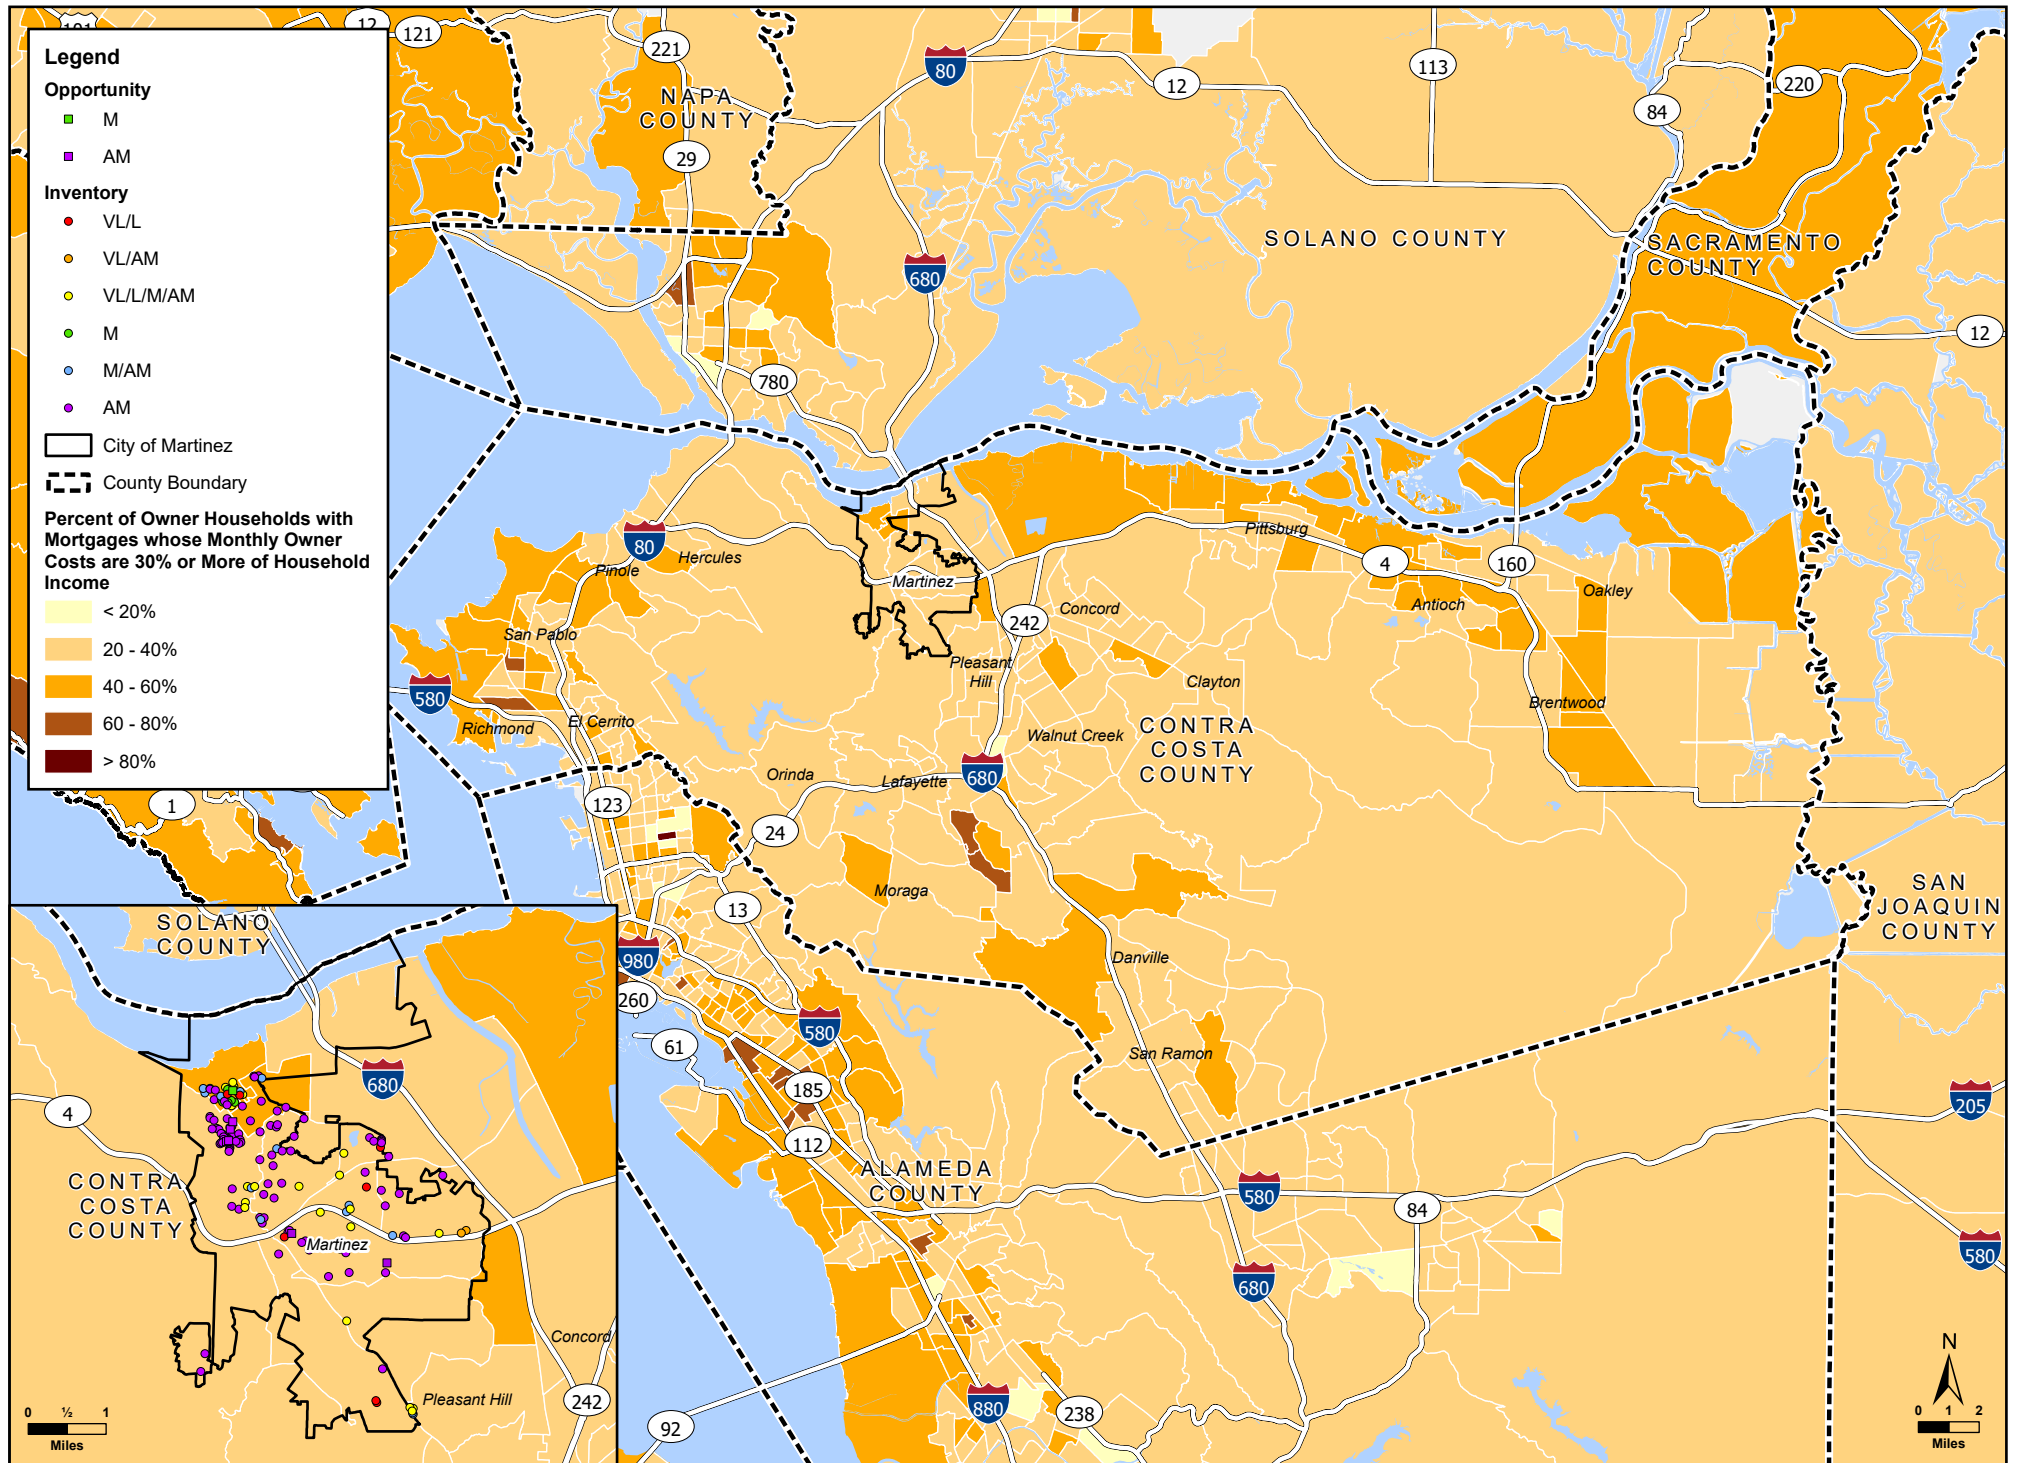 Legend
Opportunity
M
AM
Inventory
VL/L
VL/AM
VL/L/M/AM
M
M/AM
AM
City of Martinez
County Boundary
Percent of Owner Households with
Mortgages whose Monthly Owner
Costs are 30% or More of Household
Income
< 20%
20 - 40%
40 - 60%
60 - 80%
> 80%
101
12
121
221
80
12
113
84
220
NAPA
COUNTY
29
SOLANO COUNTY
SACRAMENTO
COUNTY
680
12
780
80
Hercules
Pinole
Martinez
Pittsburg
4
160
Oakley
Antioch
Concord
242
San Pablo
Pleasant
Hill
Clayton
580
Richmond
El Cerrito
Brentwood
Walnut Creek
CONTRA
COSTA
COUNTY
Orinda
Lafayette
680
1
123
24
Moraga
13
SAN
JOAQUIN
COUNTY
980
Danville
260
580
61
San Ramon
185
205
112
ALAMEDA
COUNTY
580
84
580
680
880
238
92
N
0 1 2
Miles
SOLANO
COUNTY
680
4
CONTRA
COSTA
COUNTY
Martinez
Concord
Pleasant Hill
242
0 ½ 1
Miles